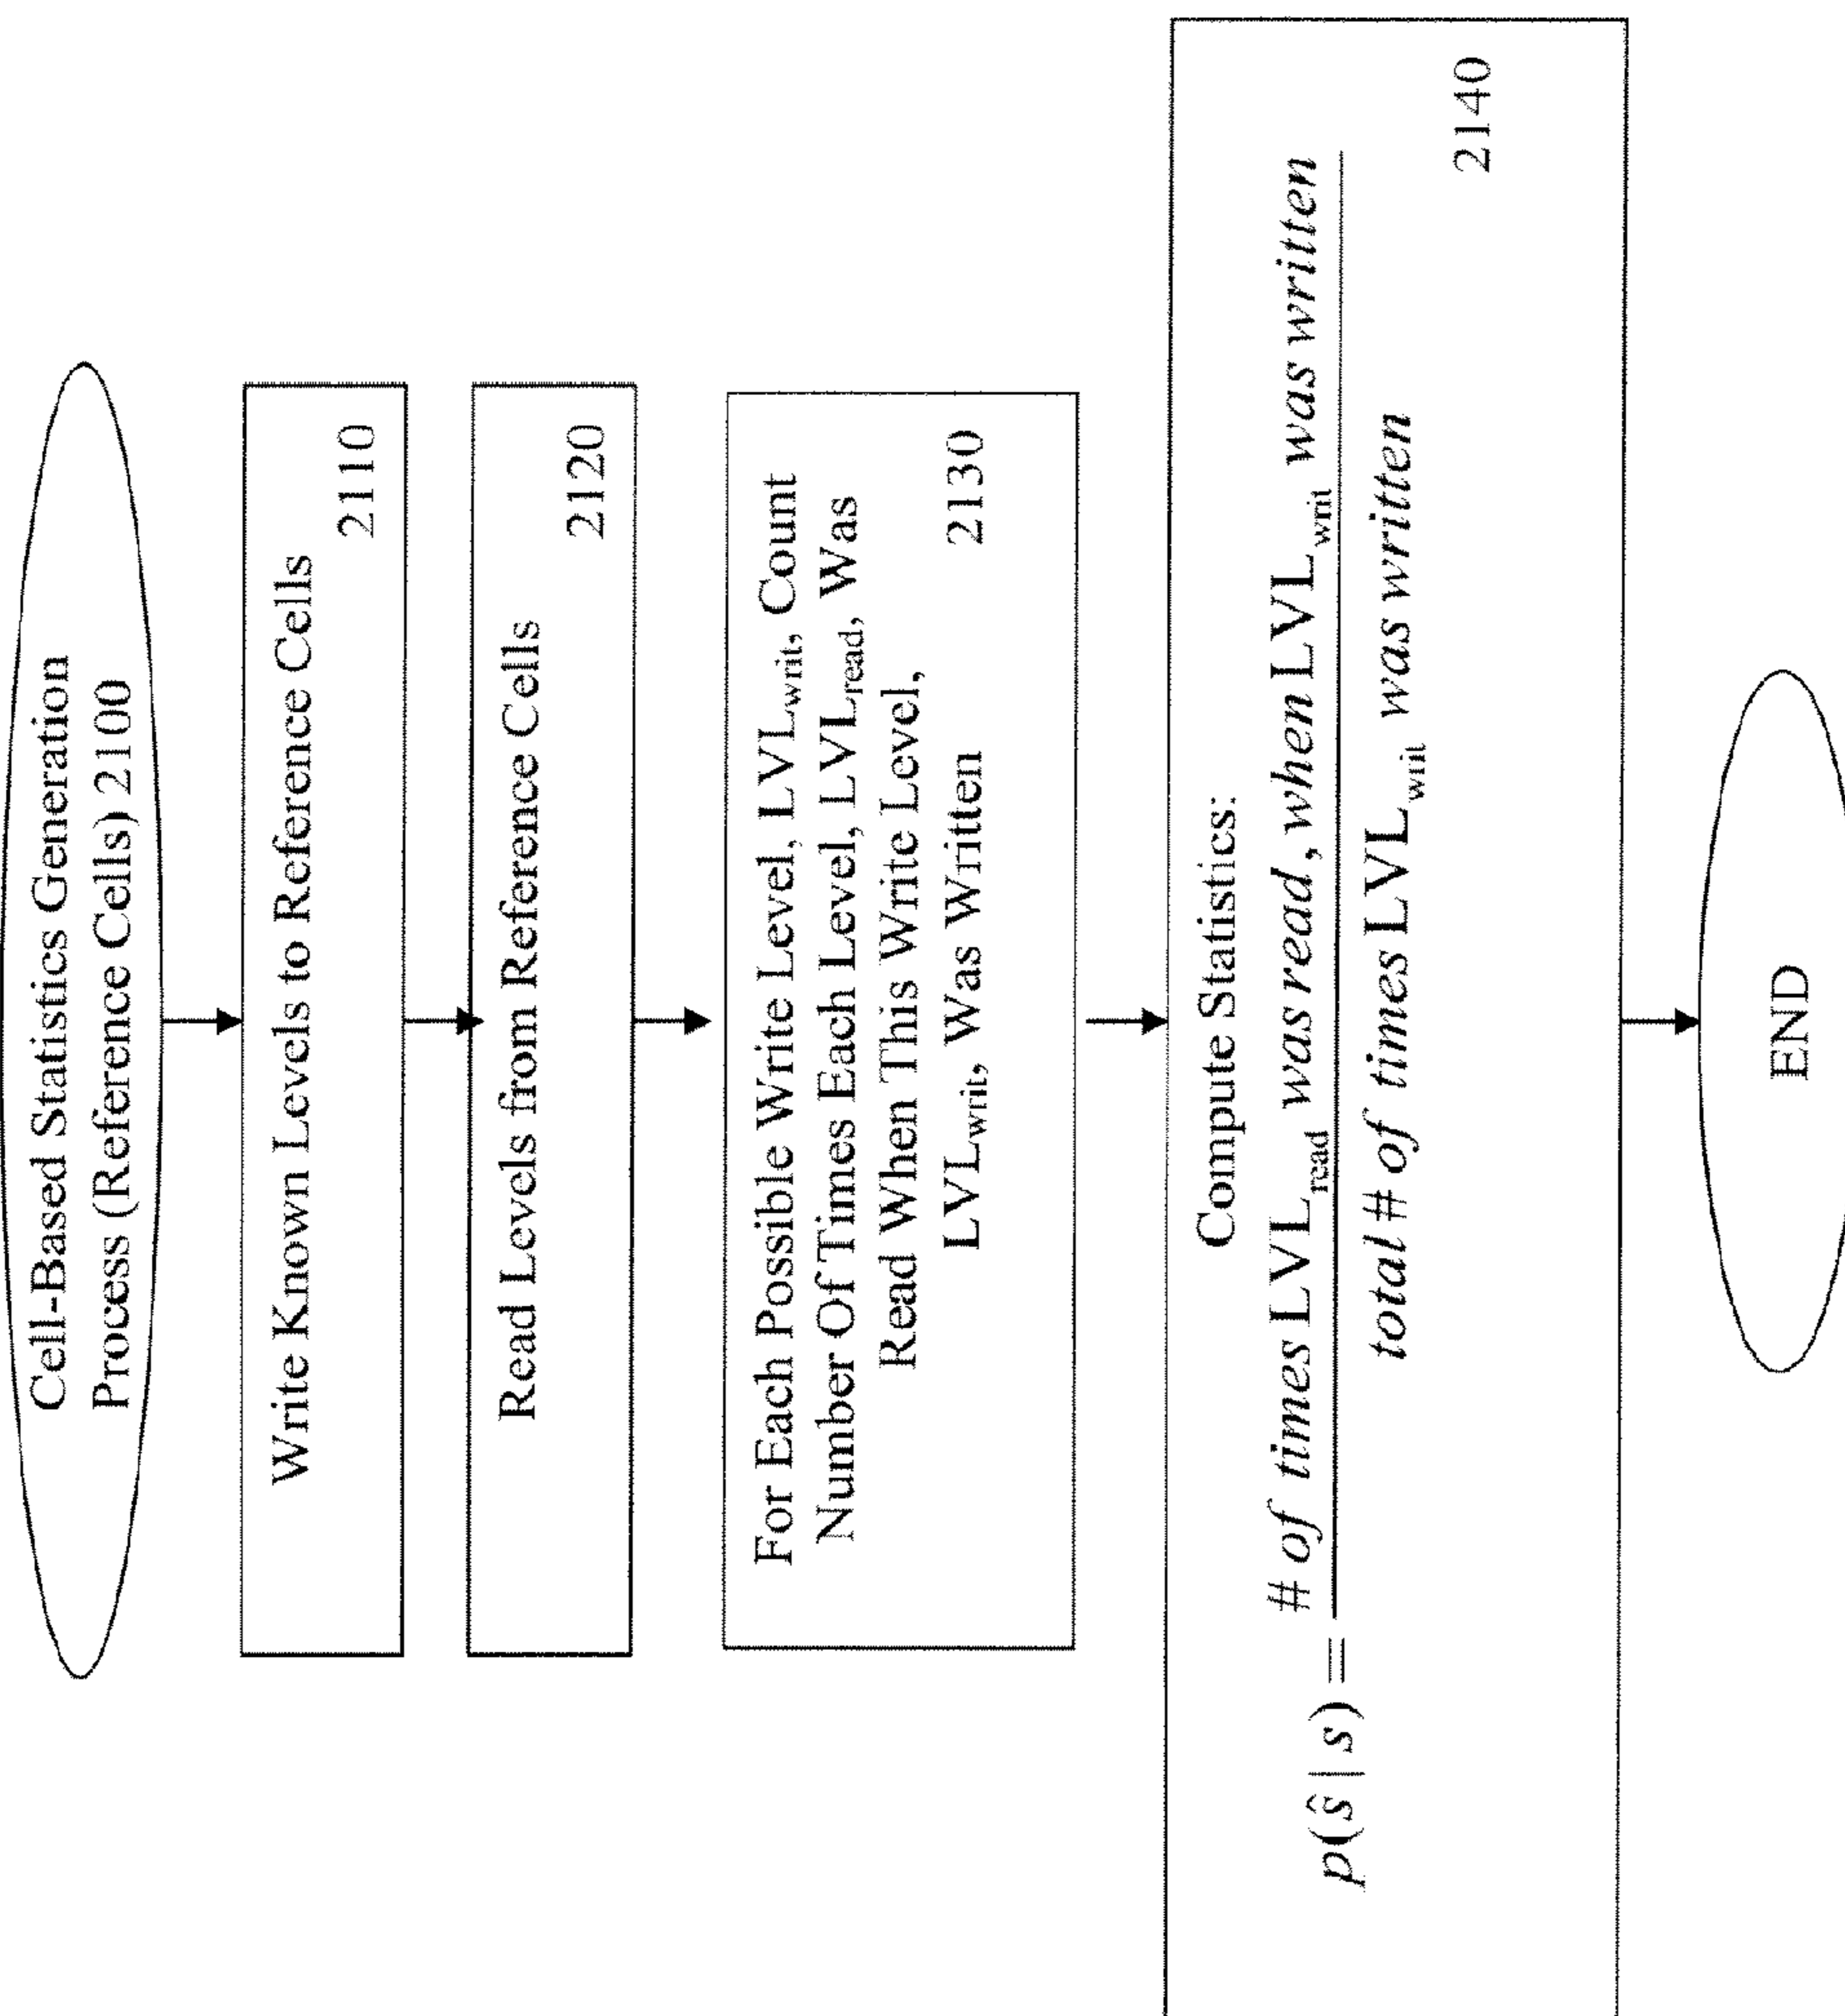 Cell-Based Statistics Generation
Process (Reference Cells) 2100
Write Known Levels to Reference Cells
2110
Read Levels from Reference Cells
2120
For Each Possible Write Level, LVLwrit, Count
Number Of Times Each Level, LVLread, Was
Read When This Write Level,
LVLwrit, Was Written
2130
Compute Statistics:
p(ŝ | s) = # of times LVLread was read, when LVLwrit was written
total # of times LVLwrit was written
2140
END